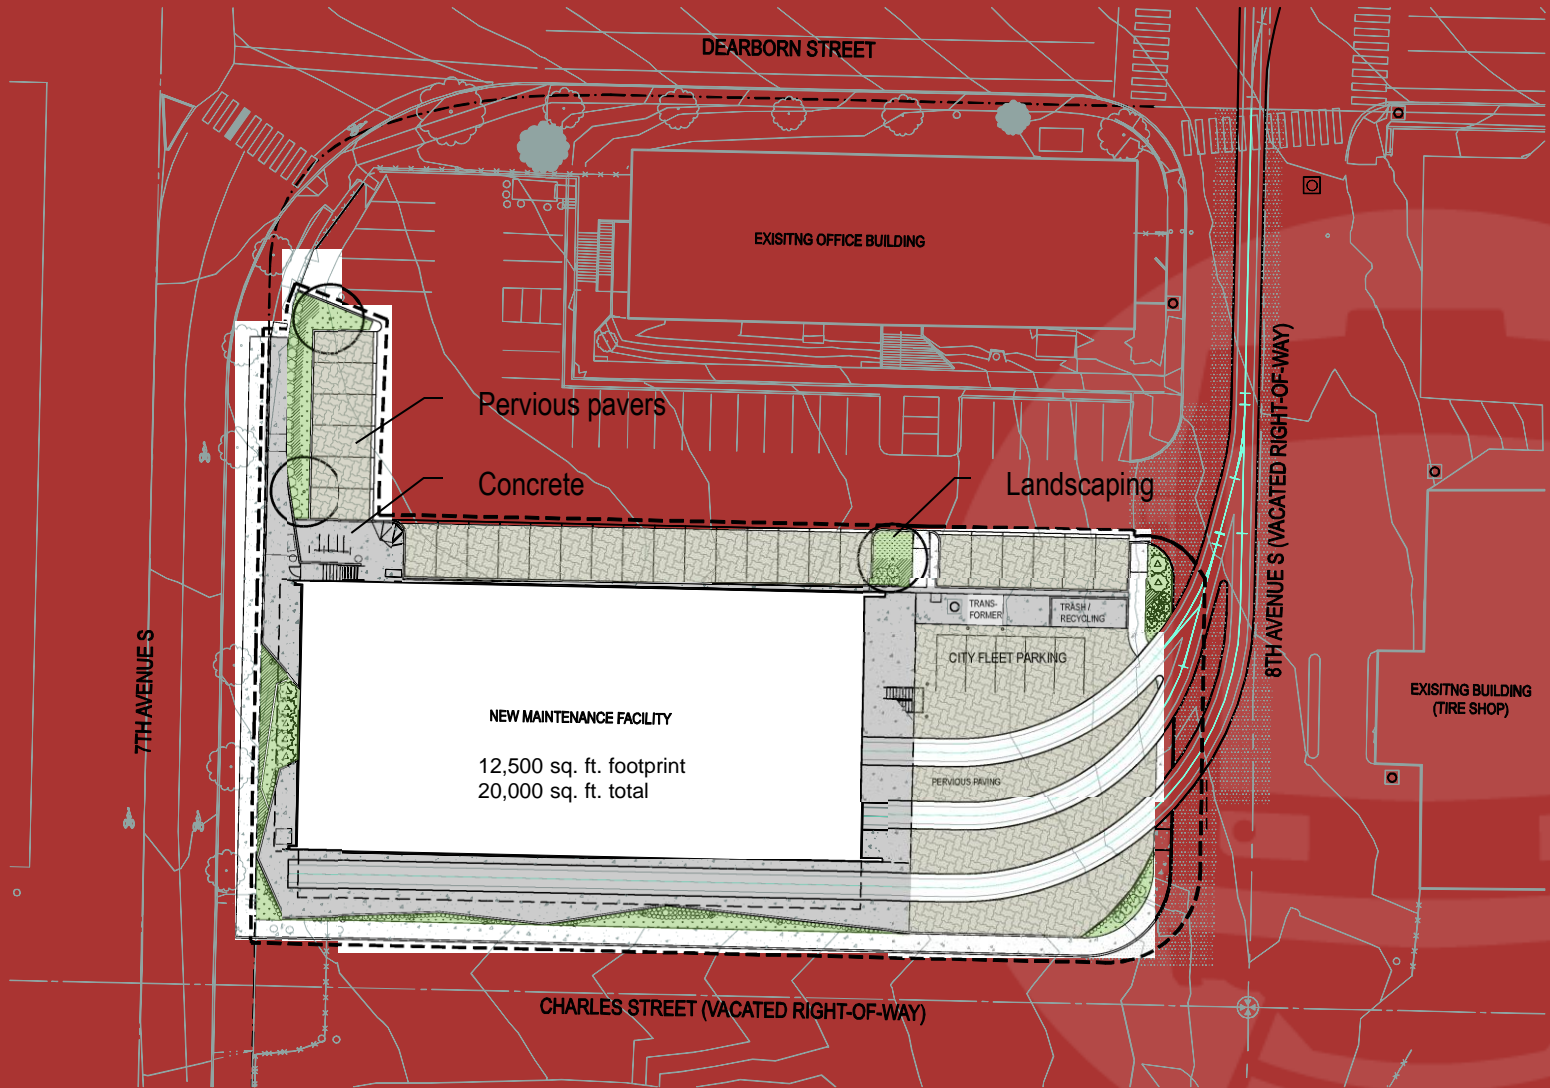 DEARBORN STREET
EXISITNG OFFICE BUILDING
Pervious pavers
Concrete
Landscaping
8TH AVENUE S (VACATED RIGHT-OF-WAY)
7TH AVENUE S
TRANS-
FORMER
TRASH /
RECYCLING
CITY FLEET PARKING
EXISITNG BUILDING
(TIRE SHOP)
NEW MAINTENANCE FACILITY
12,500 sq. ft. footprint
20,000 sq. ft. total
PERVIOUS PAVING
CHARLES STREET (VACATED RIGHT-OF-WAY)